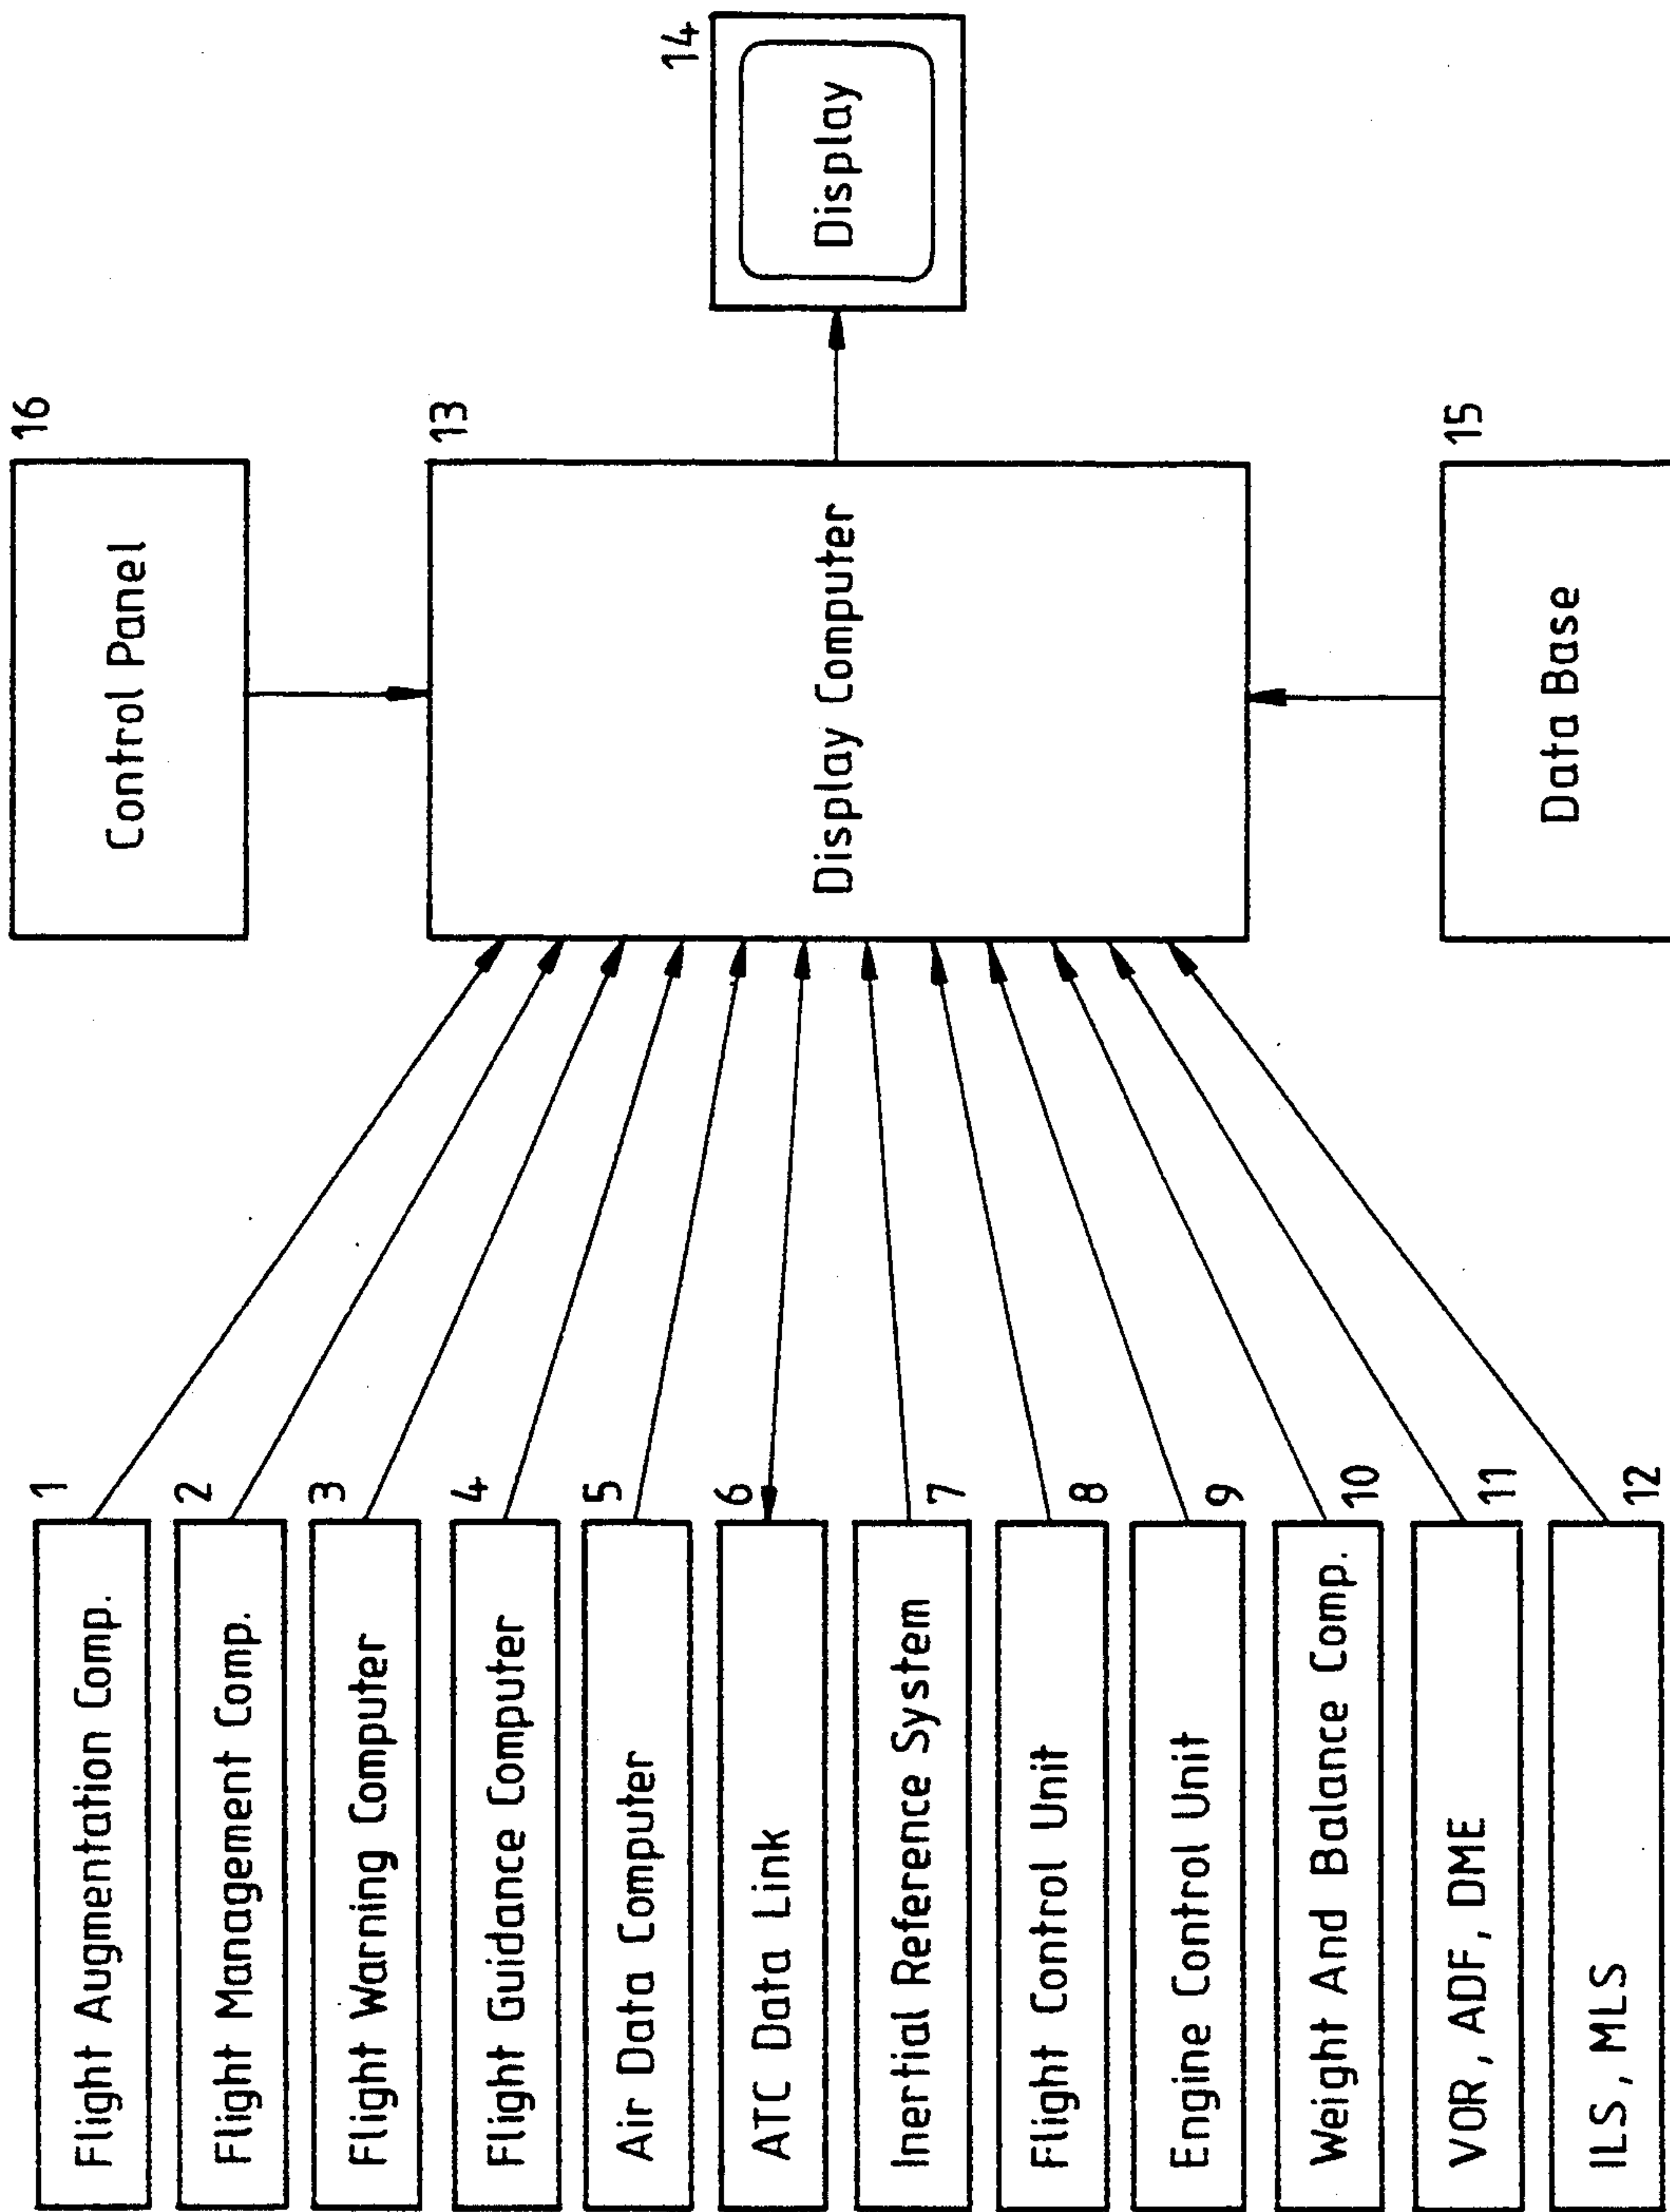 1
Flight Augmentation Comp.
2
Flight Management Comp.
3
Flight Warning Computer
4
Flight Guidance Computer
5
Air Data Computer
6
ATC Data Link
7
Inertial Reference System
8
Flight Control Unit
9
Engine Control Unit
10
Weight And Balance Comp.
11
VOR, ADF, DME
12
ILS, MLS
16
Control Panel
13
Display Computer
15
Data Base
14
Display